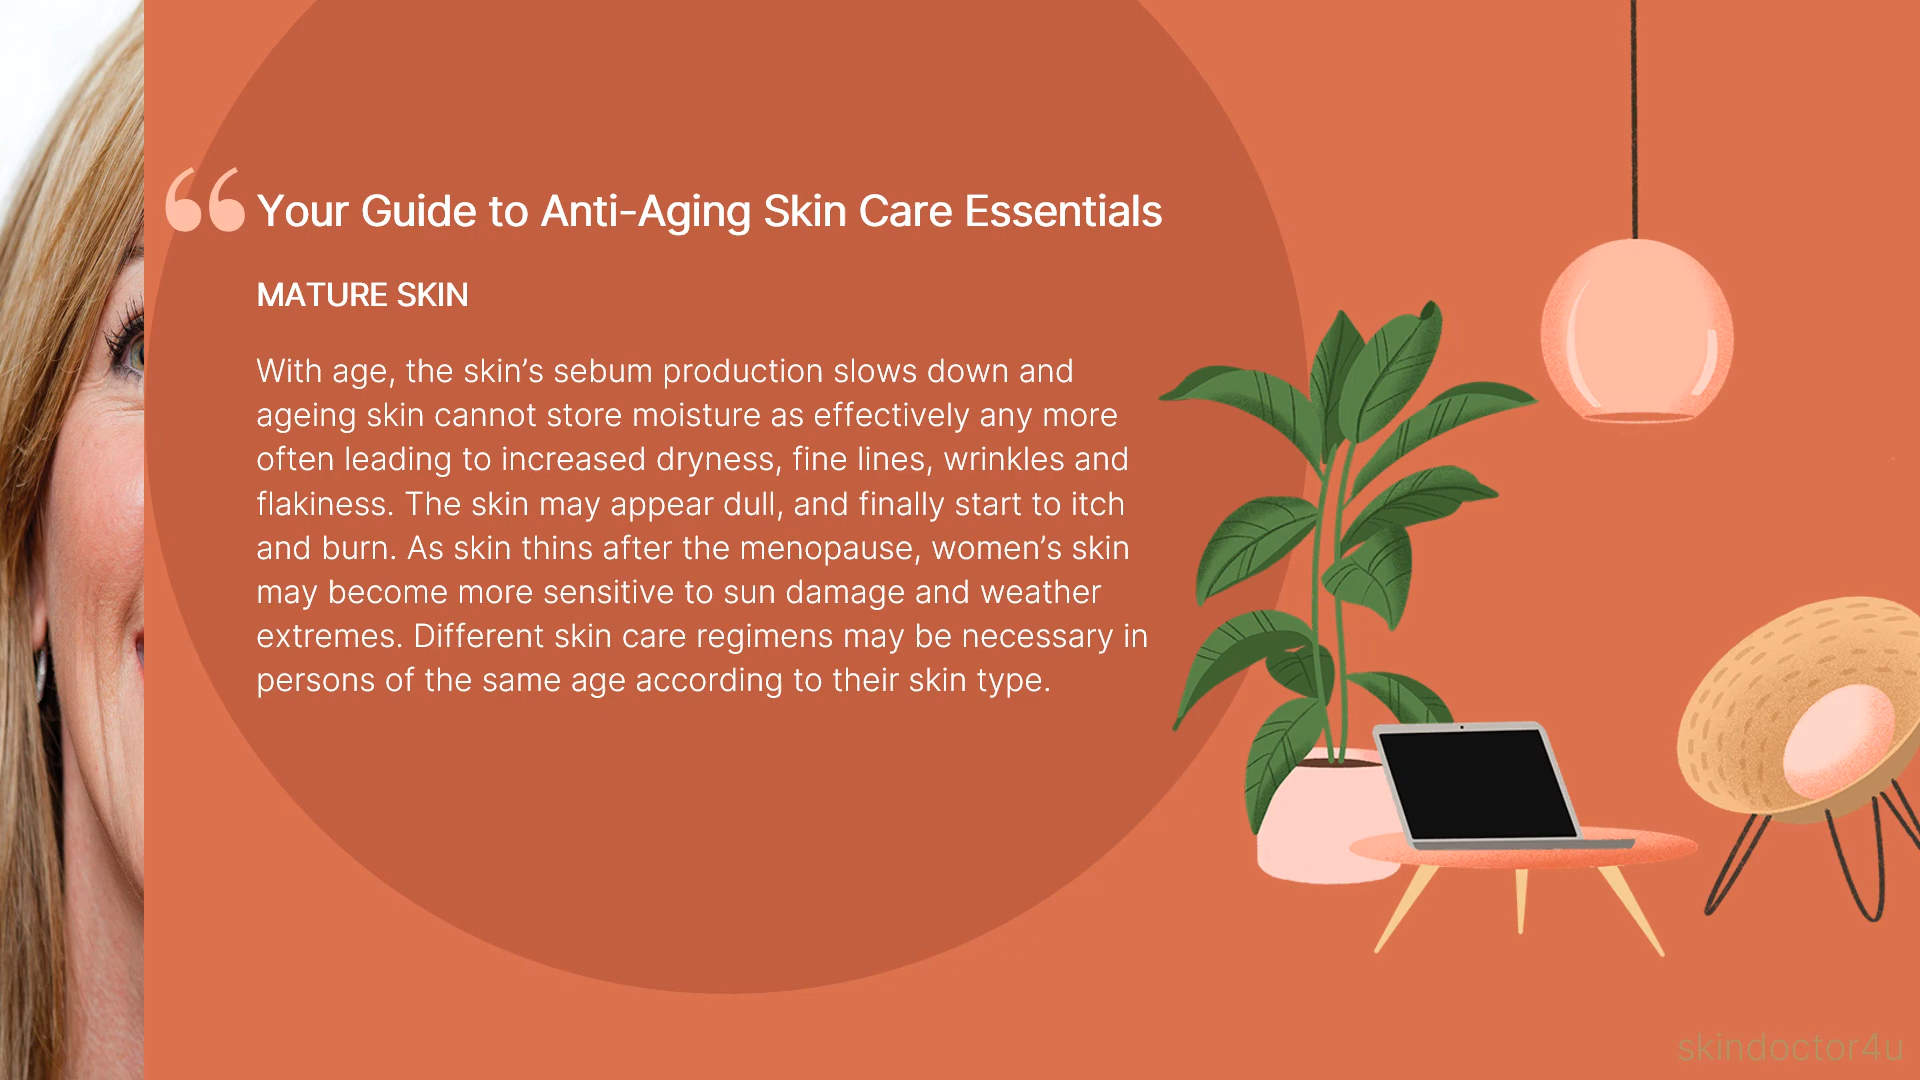 Your Guide to Anti-Aging Skin Care Essentials
MATURE SKIN
With age, the skin’s sebum production slows down and
ageing skin cannot store moisture as effectively any more
often leading to increased dryness, fine lines, wrinkles and
flakiness. The skin may appear dull, and finally start to itch
and burn. As skin thins after the menopause, women’s skin
may become more sensitive to sun damage and weather
extremes. Different skin care regimens may be necessary in
persons of the same age according to their skin type.
skindoctor4u